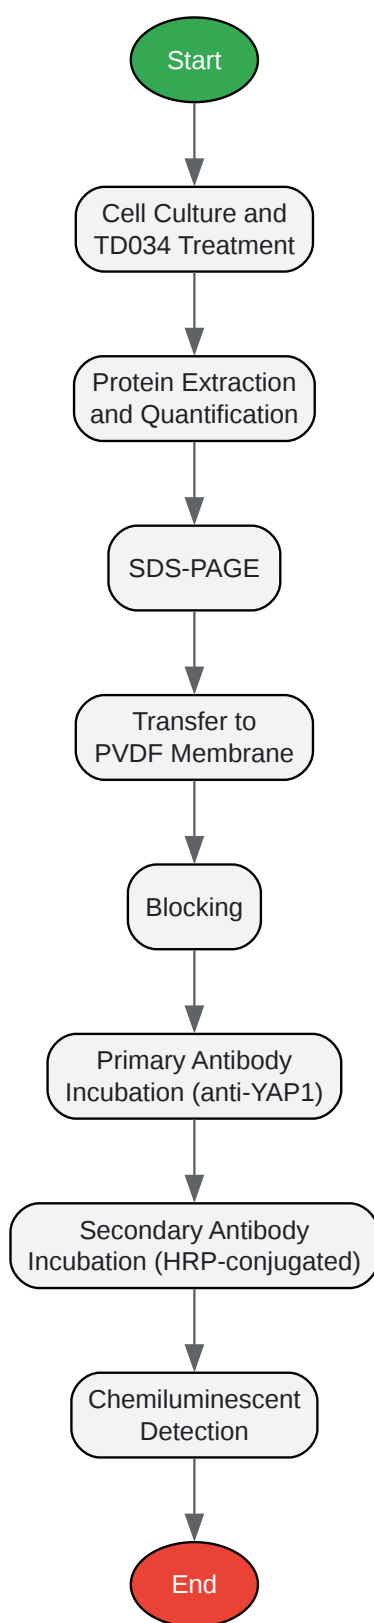 Start
Cell Culture and
TD034 Treatment
Protein Extraction
and Quantification
SDS-PAGE
Transfer to
PVDF Membrane
Blocking
Primary Antibody
Incubation (anti-YAP1)
Secondary Antibody
Incubation (HRP-conjugated)
Chemiluminescent
Detection
End